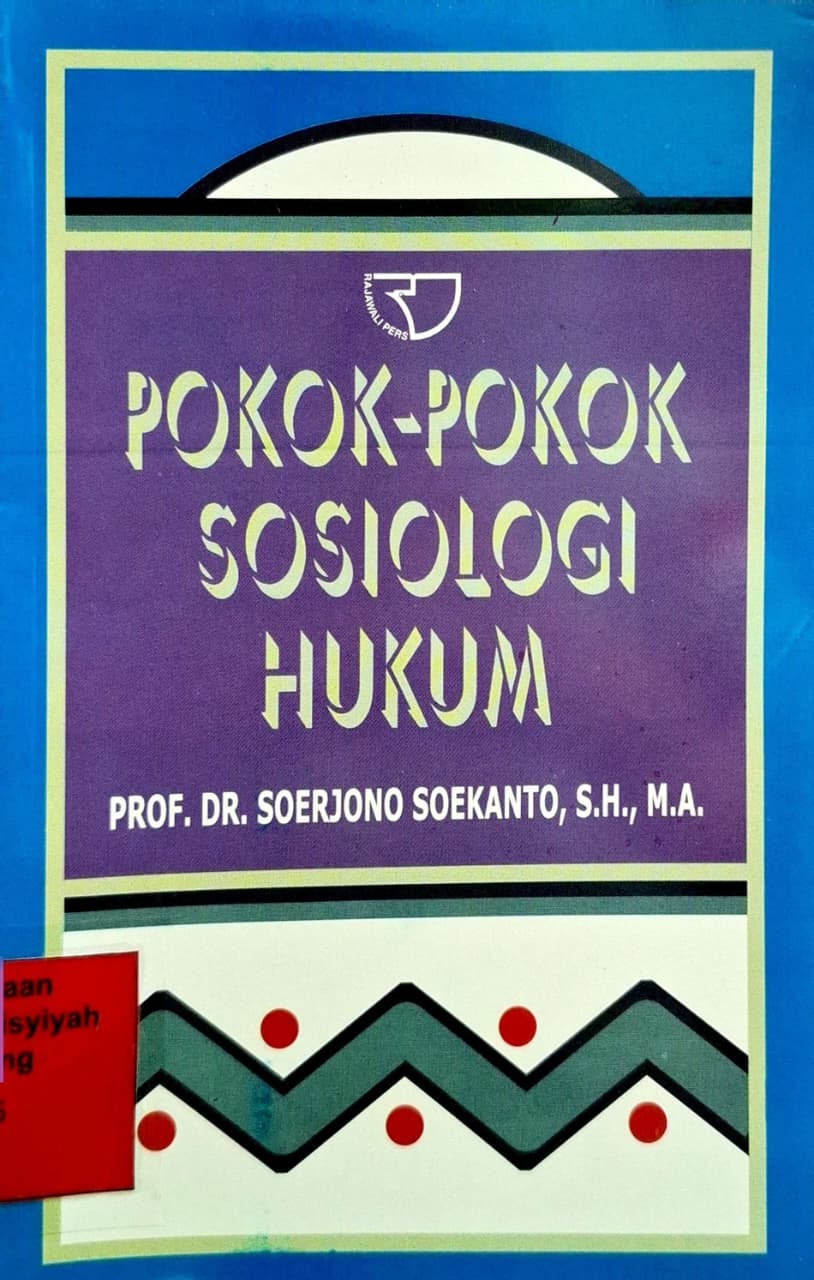 RAJAWALI PERS
POKOK-POKOK
SOSIOLOGI
HUKUM
PROF. DR. SOERJONO SOEKANTO, S.H., M.A.
aan
isyiyah
ng